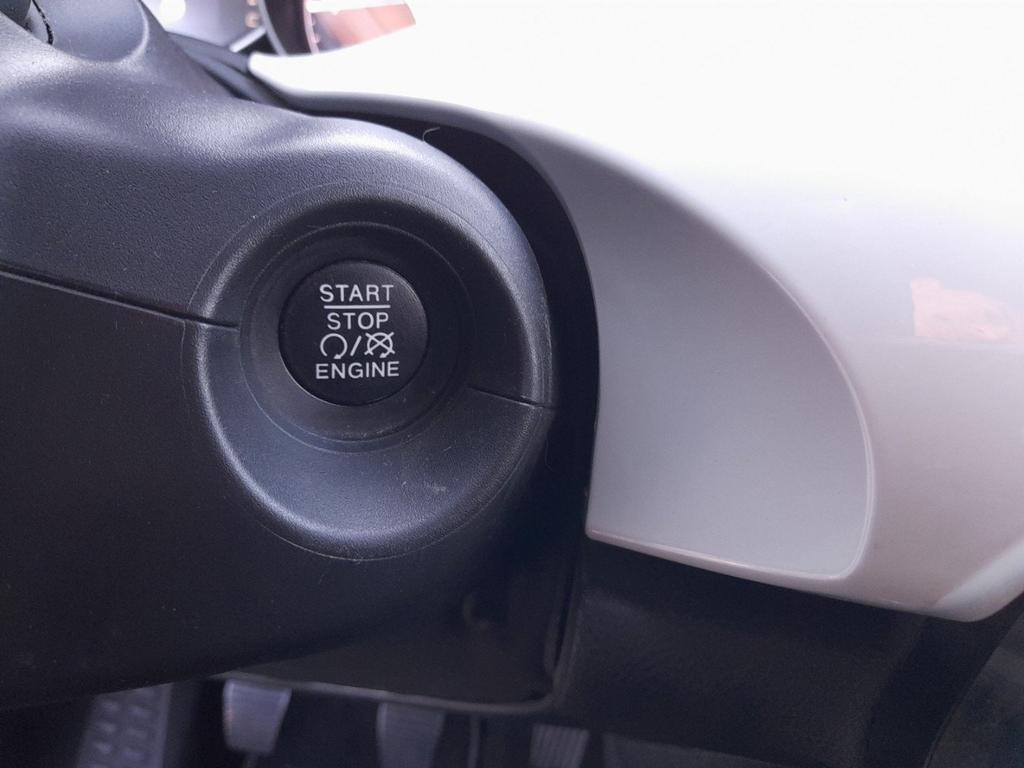 START
STOP
/
ENGINE